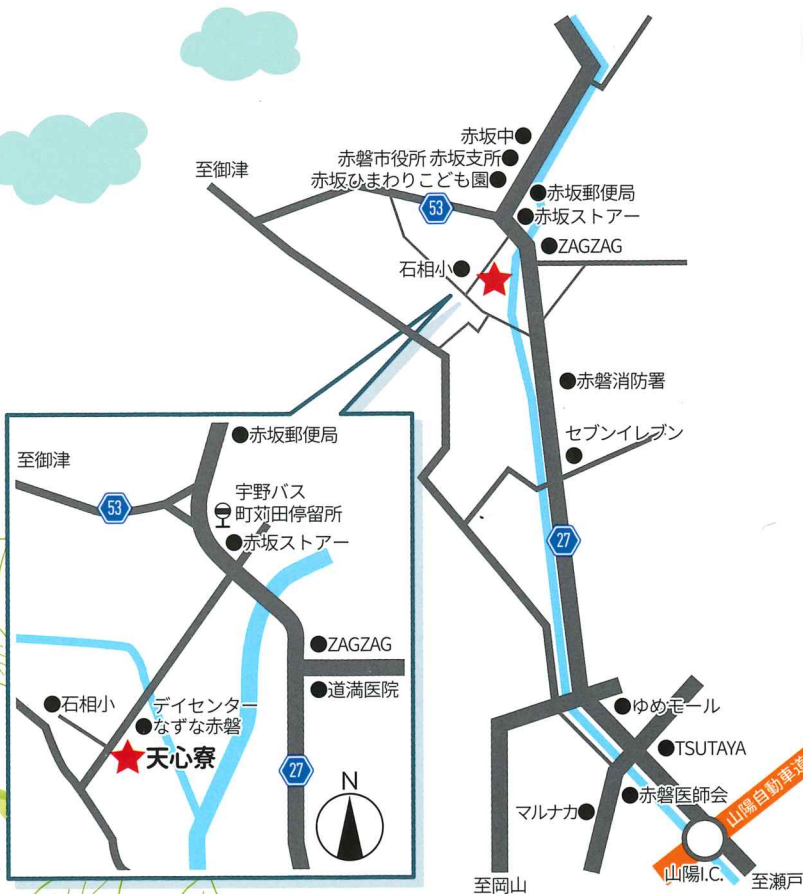 赤坂中
赤磐市役所 赤坂支所
赤坂ひまわりこども園
至御津
53
赤坂郵便局
赤坂ストアー
ZAGZAG
石相小
赤磐消防署
セブンイレブン
27
ゆめモール
TSUTAYA
赤磐医師会
マルナカ
山陽自動車道
山陽I.C.
至岡山
至瀬戸
赤坂郵便局
至御津
53
宇野バス
町苅田停留所
赤坂ストアー
ZAGZAG
道満医院
石相小
デイセンター
なずな赤磐
天心寮
27
N